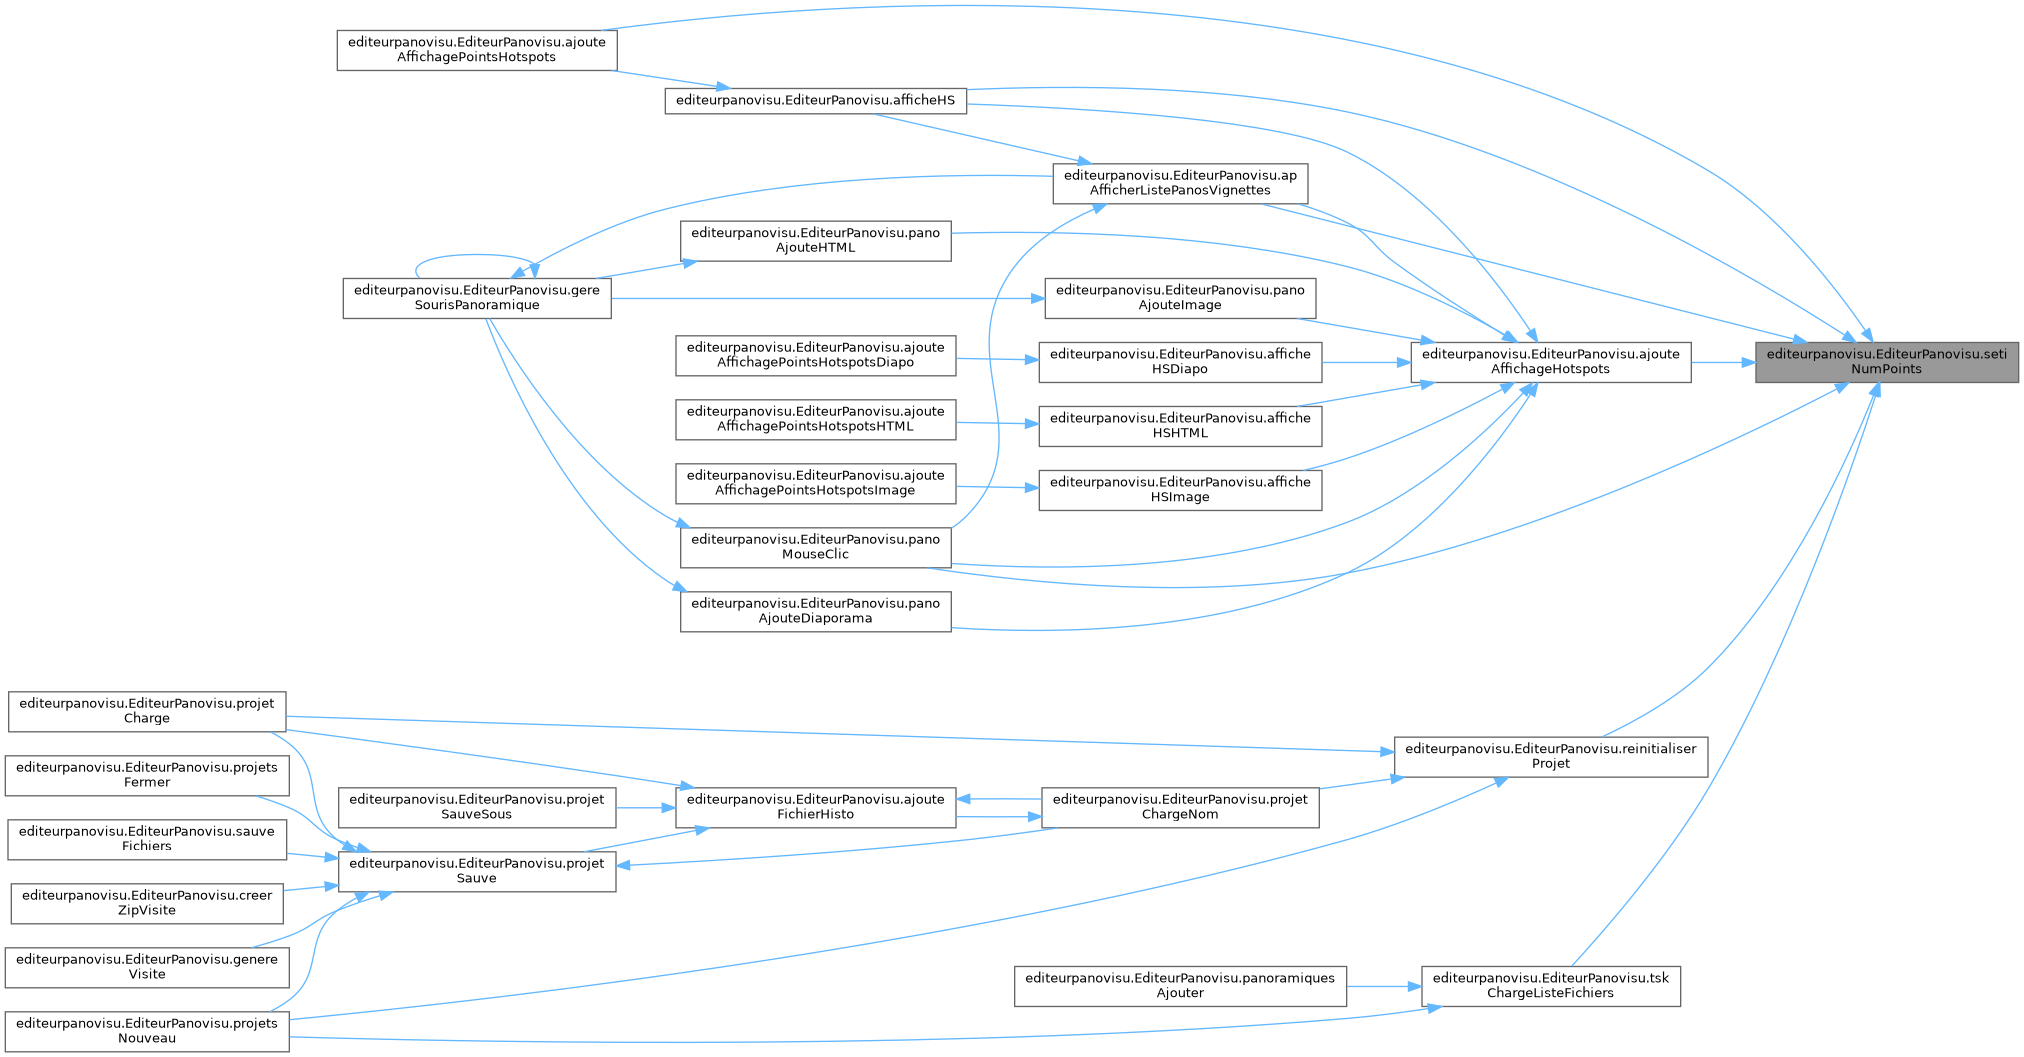 editeurpanovisu.EditeurPanovisu.ajoute
AffichagePointsHotspots
editeurpanovisu.EditeurPanovisu.afficheHS
editeurpanovisu.EditeurPanovisu.ap
AfficherListePanosVignettes
editeurpanovisu.EditeurPanovisu.pano
AjouteHTML
editeurpanovisu.EditeurPanovisu.gere
SourisPanoramique
editeurpanovisu.EditeurPanovisu.pano
AjouteImage
editeurpanovisu.EditeurPanovisu.ajoute
AffichagePointsHotspotsDiapo
editeurpanovisu.EditeurPanovisu.affiche
HSDiapo
editeurpanovisu.EditeurPanovisu.ajoute
AffichageHotspots
editeurpanovisu.EditeurPanovisu.seti
NumPoints
editeurpanovisu.EditeurPanovisu.ajoute
AffichagePointsHotspotsHTML
editeurpanovisu.EditeurPanovisu.affiche
HSHTML
editeurpanovisu.EditeurPanovisu.ajoute
AffichagePointsHotspotsImage
editeurpanovisu.EditeurPanovisu.affiche
HSImage
editeurpanovisu.EditeurPanovisu.pano
MouseClic
editeurpanovisu.EditeurPanovisu.pano
AjouteDiaporama
editeurpanovisu.EditeurPanovisu.projet
Charge
editeurpanovisu.EditeurPanovisu.reinitialiser
Projet
editeurpanovisu.EditeurPanovisu.projets
Fermer
editeurpanovisu.EditeurPanovisu.projet
SauveSous
editeurpanovisu.EditeurPanovisu.ajoute
FichierHisto
editeurpanovisu.EditeurPanovisu.projet
ChargeNom
editeurpanovisu.EditeurPanovisu.sauve
Fichiers
editeurpanovisu.EditeurPanovisu.projet
Sauve
editeurpanovisu.EditeurPanovisu.creer
ZipVisite
editeurpanovisu.EditeurPanovisu.genere
Visite
editeurpanovisu.EditeurPanovisu.panoramiques
Ajouter
editeurpanovisu.EditeurPanovisu.tsk
ChargeListeFichiers
editeurpanovisu.EditeurPanovisu.projets
Nouveau